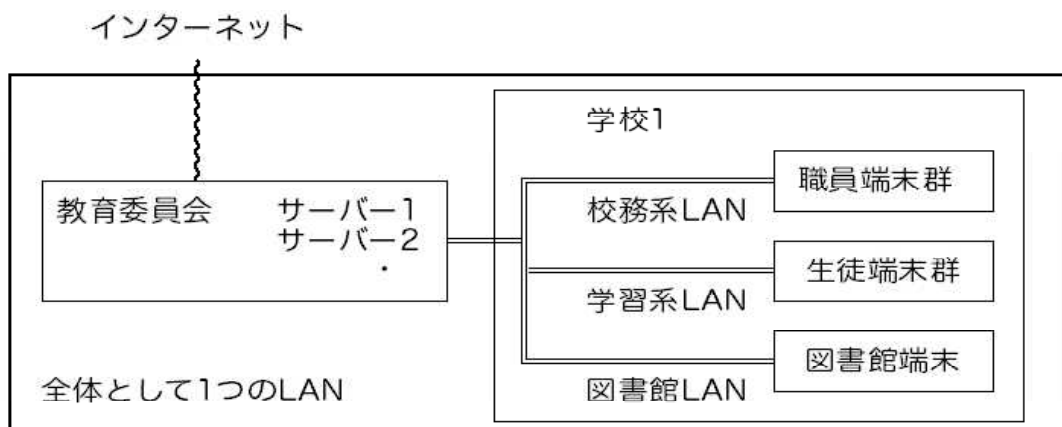 インターネット
学校1
教育委員会 サーバー1
サーバー2
・
職員端末群
校務系LAN
生徒端末群
学習系LAN
図書館端末
図書館LAN
全体として1つのLAN